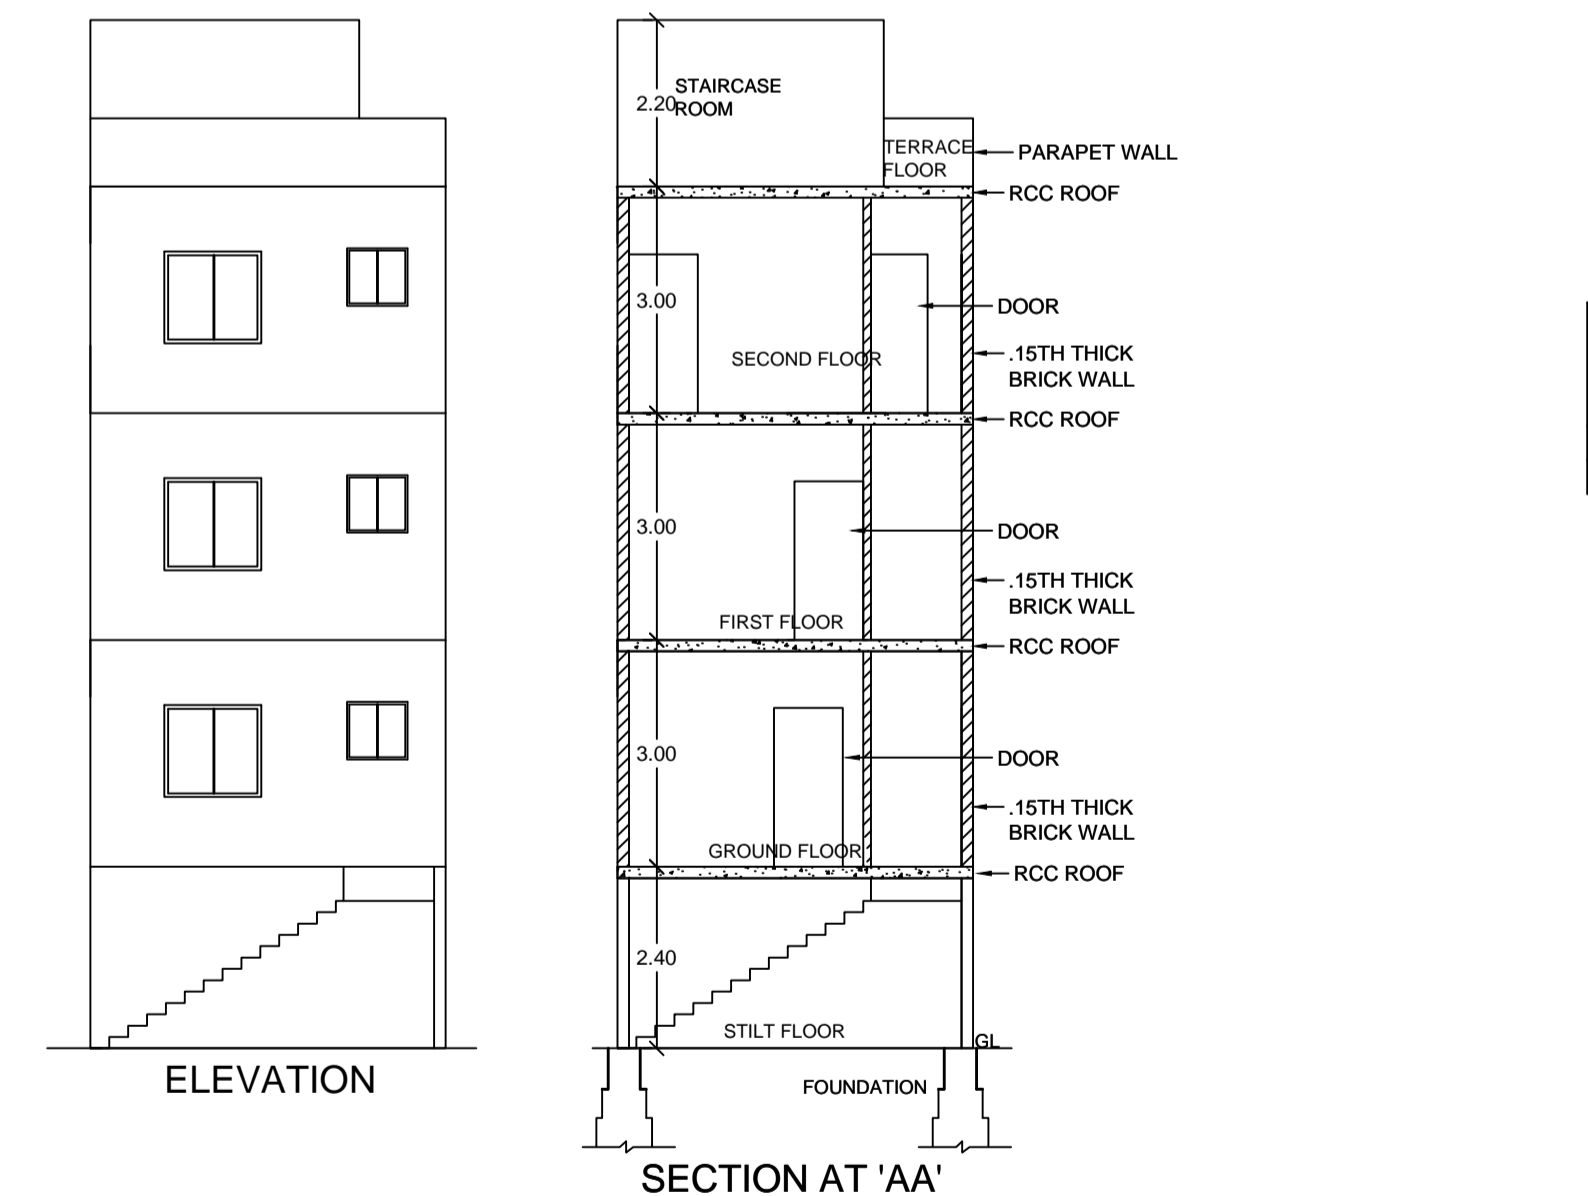 STAIRCASE
2.20
ROOM
TERRACE
FLOOR
PARAPET WALL
RCC ROOF
3.00
DOOR
SECOND FLOOR
.15TH THICK
BRICK WALL
RCC ROOF
3.00
DOOR
.15TH THICK
BRICK WALL
FIRST FLOOR
RCC ROOF
3.00
DOOR
.15TH THICK
BRICK WALL
GROUND FLOOR
RCC ROOF
2.40
STILT FLOOR
GL
ELEVATION
FOUNDATION
SECTION AT 'AA'